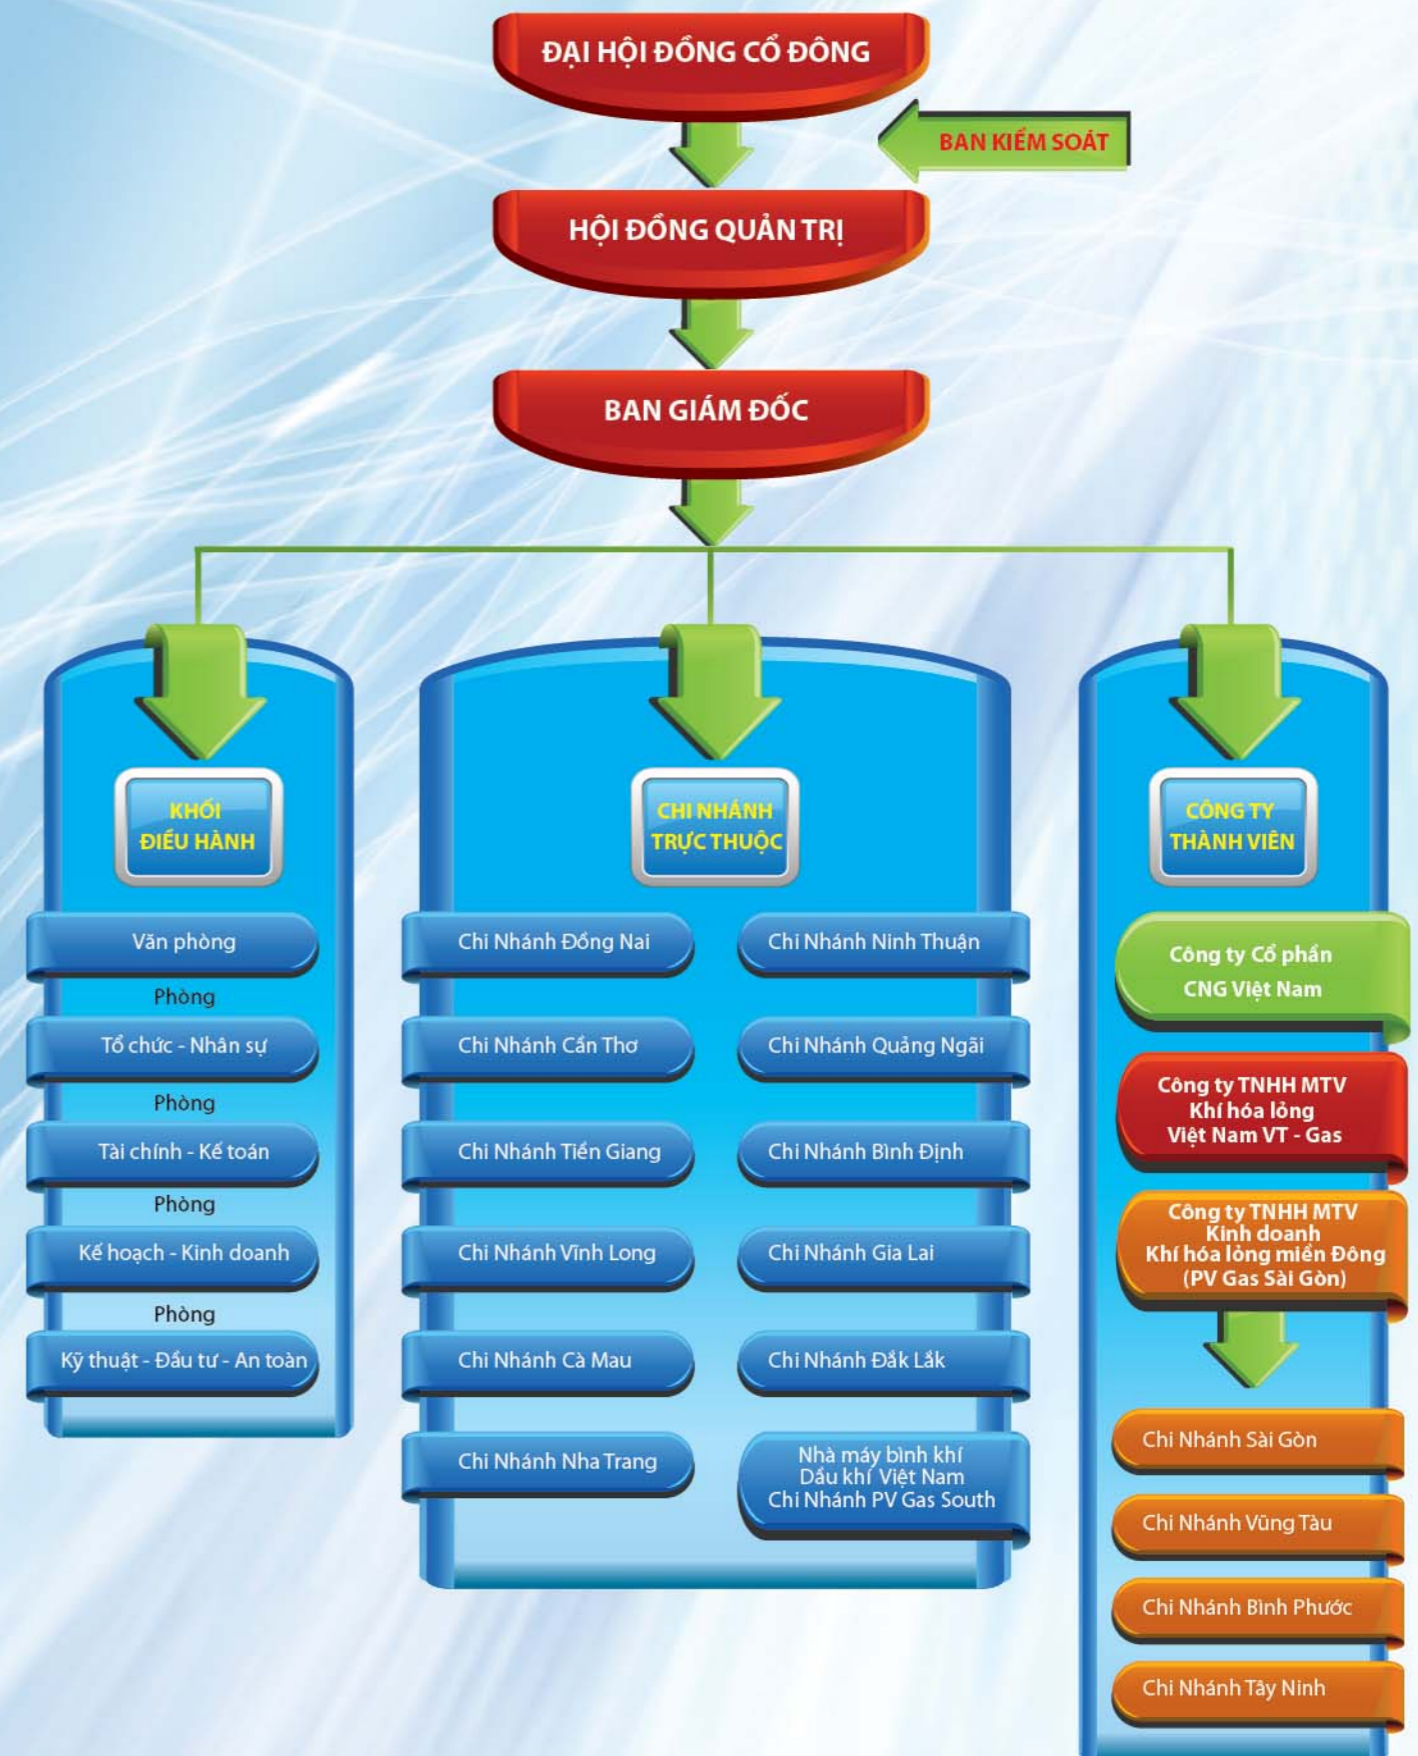 ĐẠI HỘI ĐỒNG CỔ ĐÔNG
BAN KIỂM SOÁT
HỘI ĐỒNG QUẢN TRỊ
BAN GIÁM ĐỐC
KHỐI
ĐIỀU HÀNH
Văn phòng
Phòng
Tổ chức - Nhân sự
Phòng
Tài chính - Kế toán
Phòng
Kế hoạch - Kinh doanh
Phòng
Kỹ thuật - Đầu tư - An toàn
CHI NHÁNH
TRỰC THUỘC
Chi Nhánh Đồng Nai
Chi Nhánh Cần Thơ
Chi Nhánh Tiền Giang
Chi Nhánh Vĩnh Long
Chi Nhánh Cà Mau
Chi Nhánh Nha Trang
Chi Nhánh Ninh Thuận
Chi Nhánh Quảng Ngãi
Chi Nhánh Bình Định
Chi Nhánh Gia Lai
Chi Nhánh Đắk Lắk
Nhà máy bình khí
Dầu khí Việt Nam
Chi Nhánh PV Gas South
CÔNG TY
THÀNH VIÊN
Công ty Cổ phần
CNG Việt Nam
Công ty TNHH MTV
Khí hóa lỏng
Việt Nam VT - Gas
Công ty TNHH MTV
Kinh doanh
Khí hóa lỏng miền Đông
(PV Gas Sài Gòn)
Chi Nhánh Sài Gòn
Chi Nhánh Vũng Tàu
Chi Nhánh Bình Phước
Chi Nhánh Tây Ninh